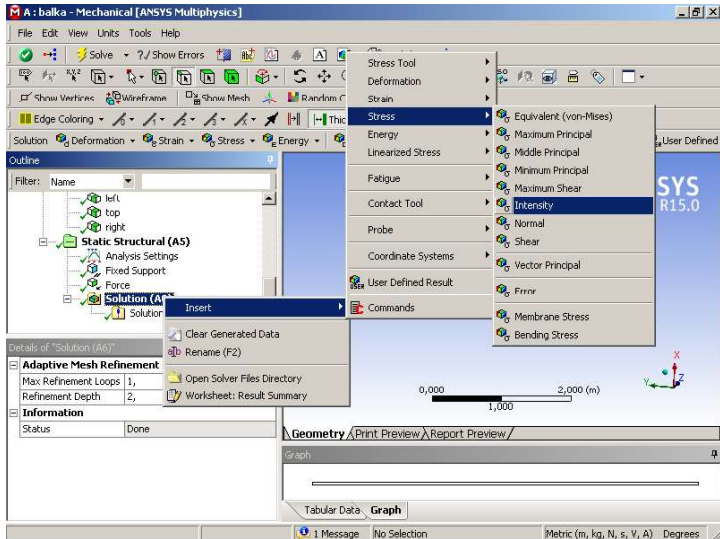 A : balka - Mechanical [ANSYS Multiphysics]
File Edit View Units Tools Help
Solve ?/ Show Errors
Show Vertices Wireframe Show Mesh Random
Edge Coloring Thic
Solution Deformation Strain Stress Energy User Defined
Outline
Filter: Name
left
top
right
Static Structural (A5)
Analysis Settings
Fixed Support
Force
Solution (A6
Solution
Insert
Clear Generated Data
Rename (F2)
Open Solver Files Directory
Worksheet: Result Summary
Stress Tool
Deformation
Strain
Stress
Energy
Linearized Stress
Fatigue
Contact Tool
Probe
Coordinate Systems
User Defined Result
Commands
Equivalent (von-Mises)
Maximum Principal
Middle Principal
Minimum Principal
Maximum Shear
Intensity
Normal
Shear
Vector Principal
Error
Membrane Stress
Bending Stress
SYS
R15.0
Details of "Solution (A6)"
Adaptive Mesh Refinement
Max Refinement Loops 1,
Refinement Depth 2,
Information
Status Done
0,000 2,000 (m)
1,000
X
Y
Z
Geometry Print Preview Report Preview
Graph
Tabular Data Graph
1 Message No Selection Metric (m, kg, N, s, V, A) Degrees